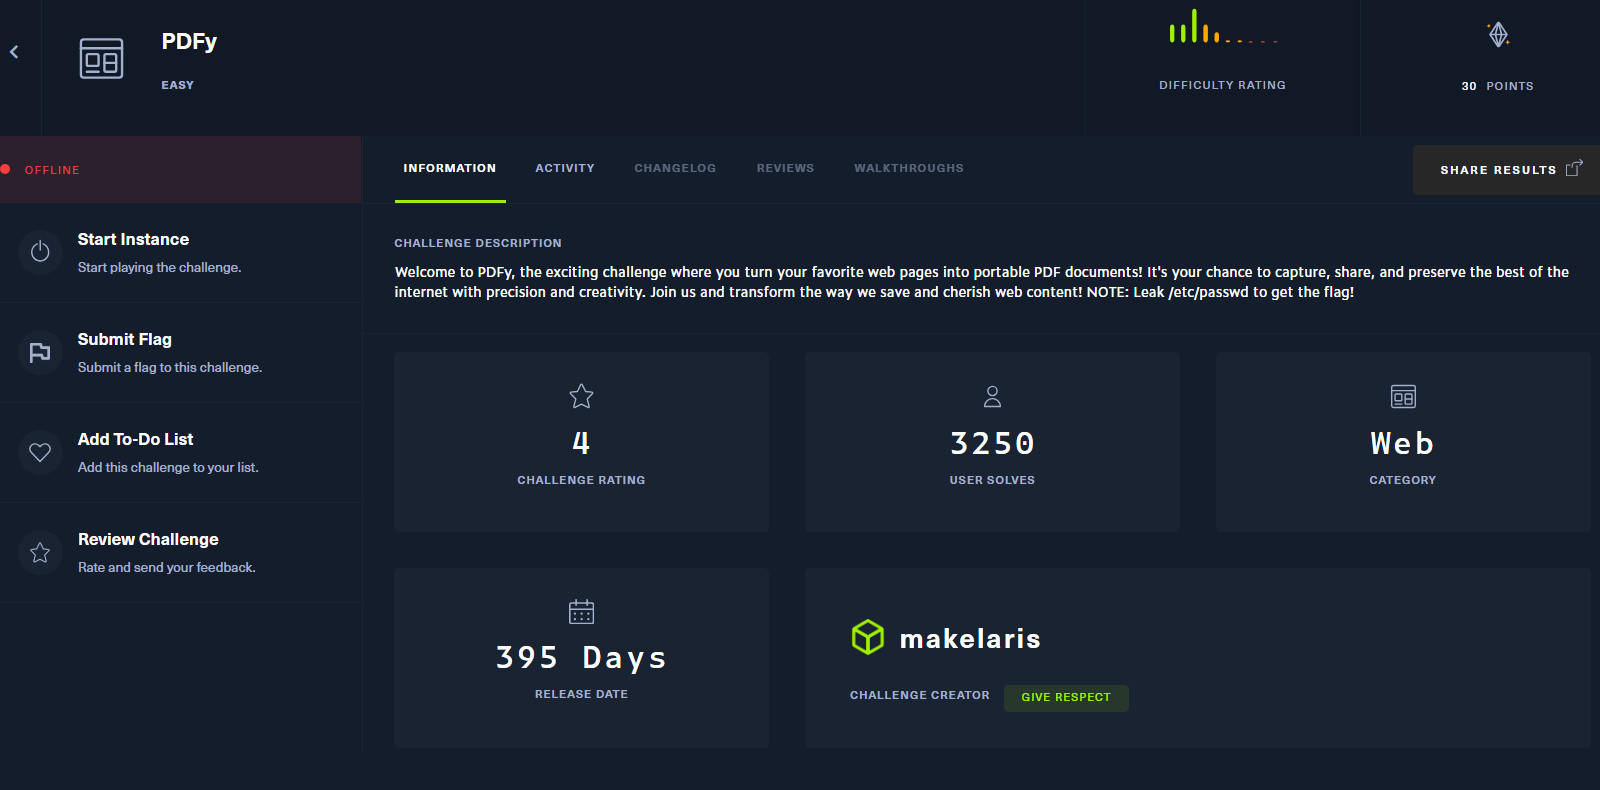 PDFy
EASY
DIFFICULTY RATING
30 POINTS
OFFLINE
INFORMATION ACTIVITY CHANGELOG REVIEWS WALKTHROUGHS
SHARE RESULTS
Start Instance
Start playing the challenge.
Submit Flag
Submit a flag to this challenge.
Add To-Do List
Add this challenge to your list.
Review Challenge
Rate and send your feedback.
CHALLENGE DESCRIPTION
Welcome to PDFy, the exciting challenge where you turn your favorite web pages into portable PDF documents! It's your chance to capture, share, and preserve the best of the
internet with precision and creativity. Join us and transform the way we save and cherish web content! NOTE: Leak /etc/passwd to get the flag!
4
CHALLENGE RATING
3250
USER SOLVES
Web
CATEGORY
395 Days
RELEASE DATE
makelaris
CHALLENGE CREATOR
GIVE RESPECT